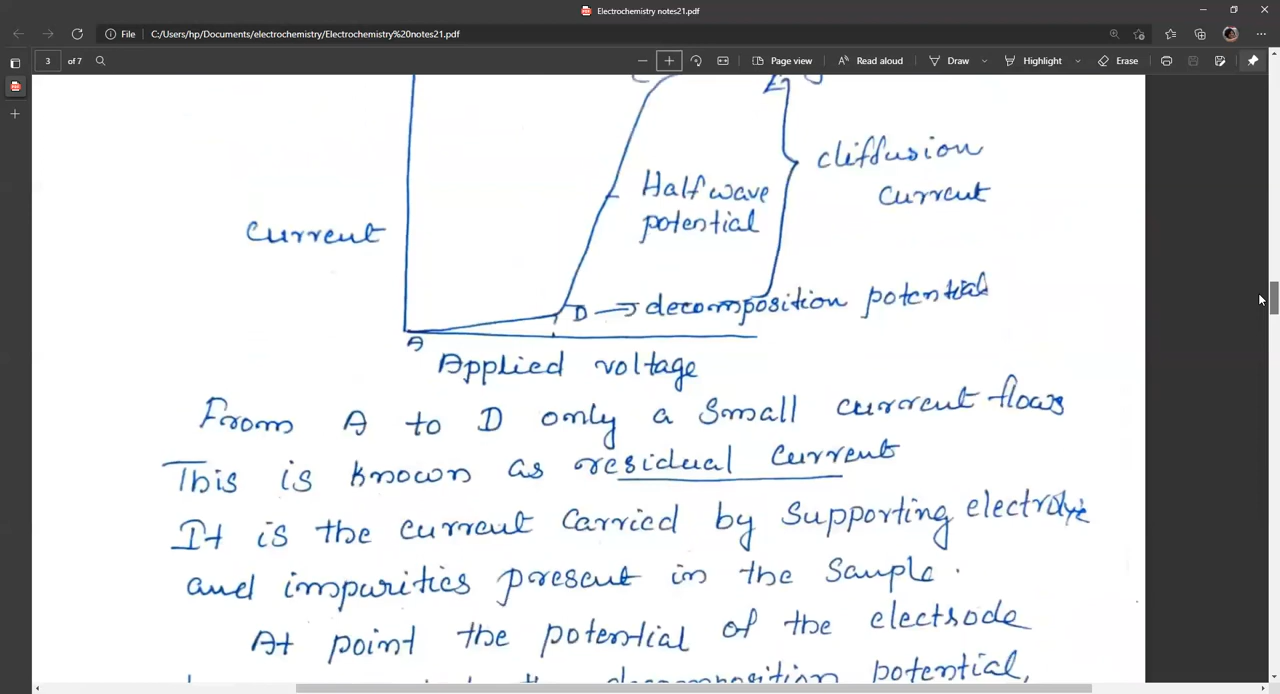 Electrochemistry notes21.pdf
File C:/Users/hp/Documents/electrochemistry/Electrochemistry%20notes21.pdf
3 of 7 Page view Read aloud Draw Highlight Erase
diffusion
current
Half wave
potential
Current
D → decomposition potential
A
Applied voltage
From A to D only a small current flows
This is known as residual current
It is the current carried by supporting electrolyte
and impurities present in the sample.
At point the potential of the electrode
decomposition potential,